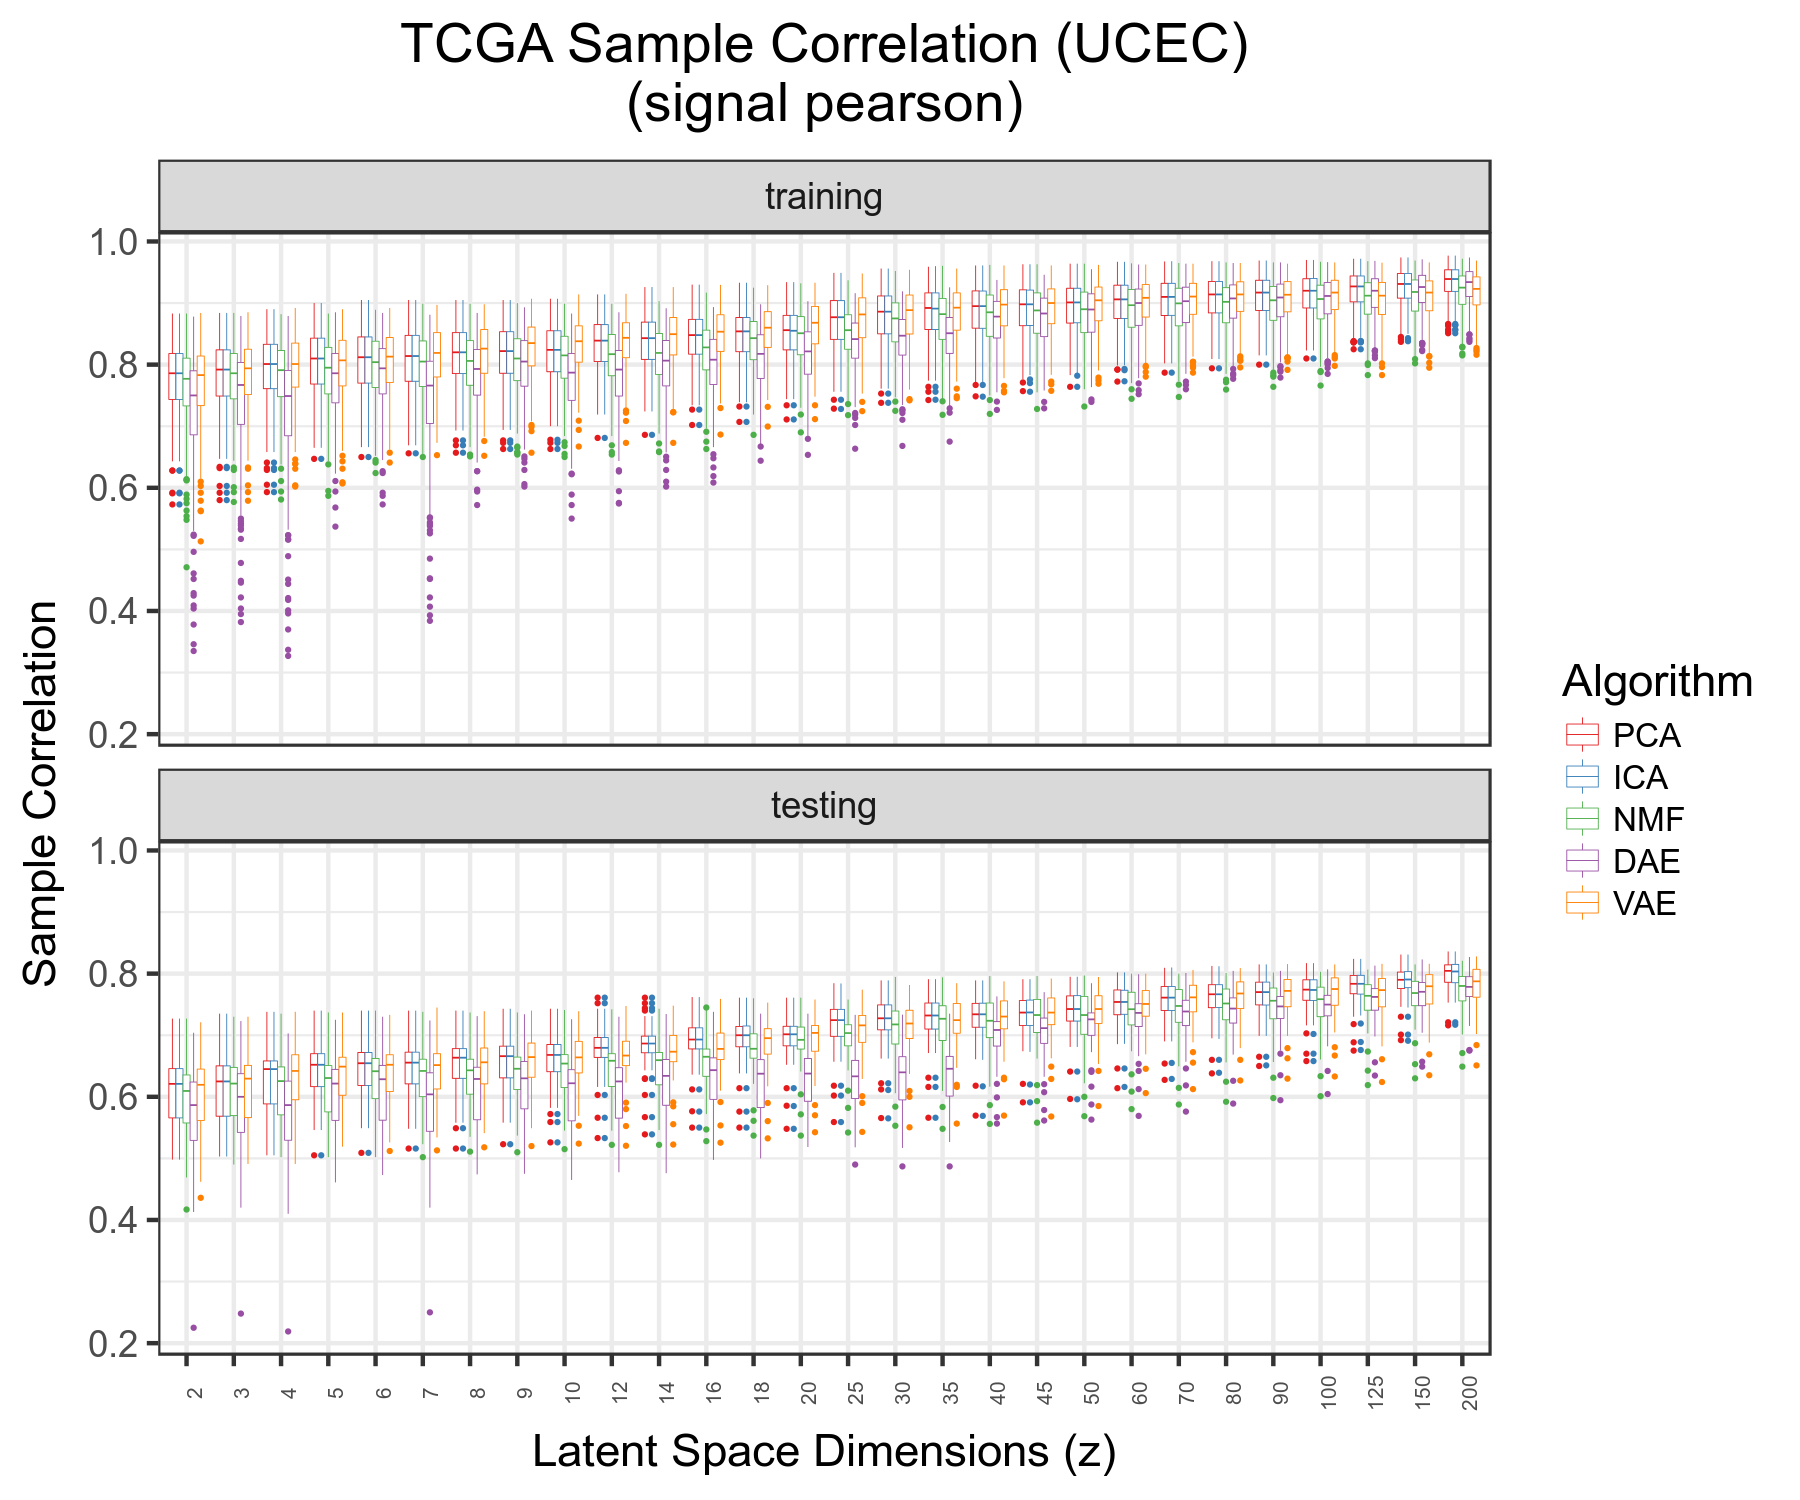 TCGA Sample Correlation (UCEC)
(signal pearson)
training
1.0
0.8
0.6
0.4
0.2
testing
1.0
0.8
0.6
0.4
0.2
Sample Correlation
2 3 4 5 6 7 8 9 10 12 14 16 18 20 25 30 35 40 45 50 60 70 80 90 100 125 150 200
Latent Space Dimensions (z)
Algorithm
PCA
ICA
NMF
DAE
VAE